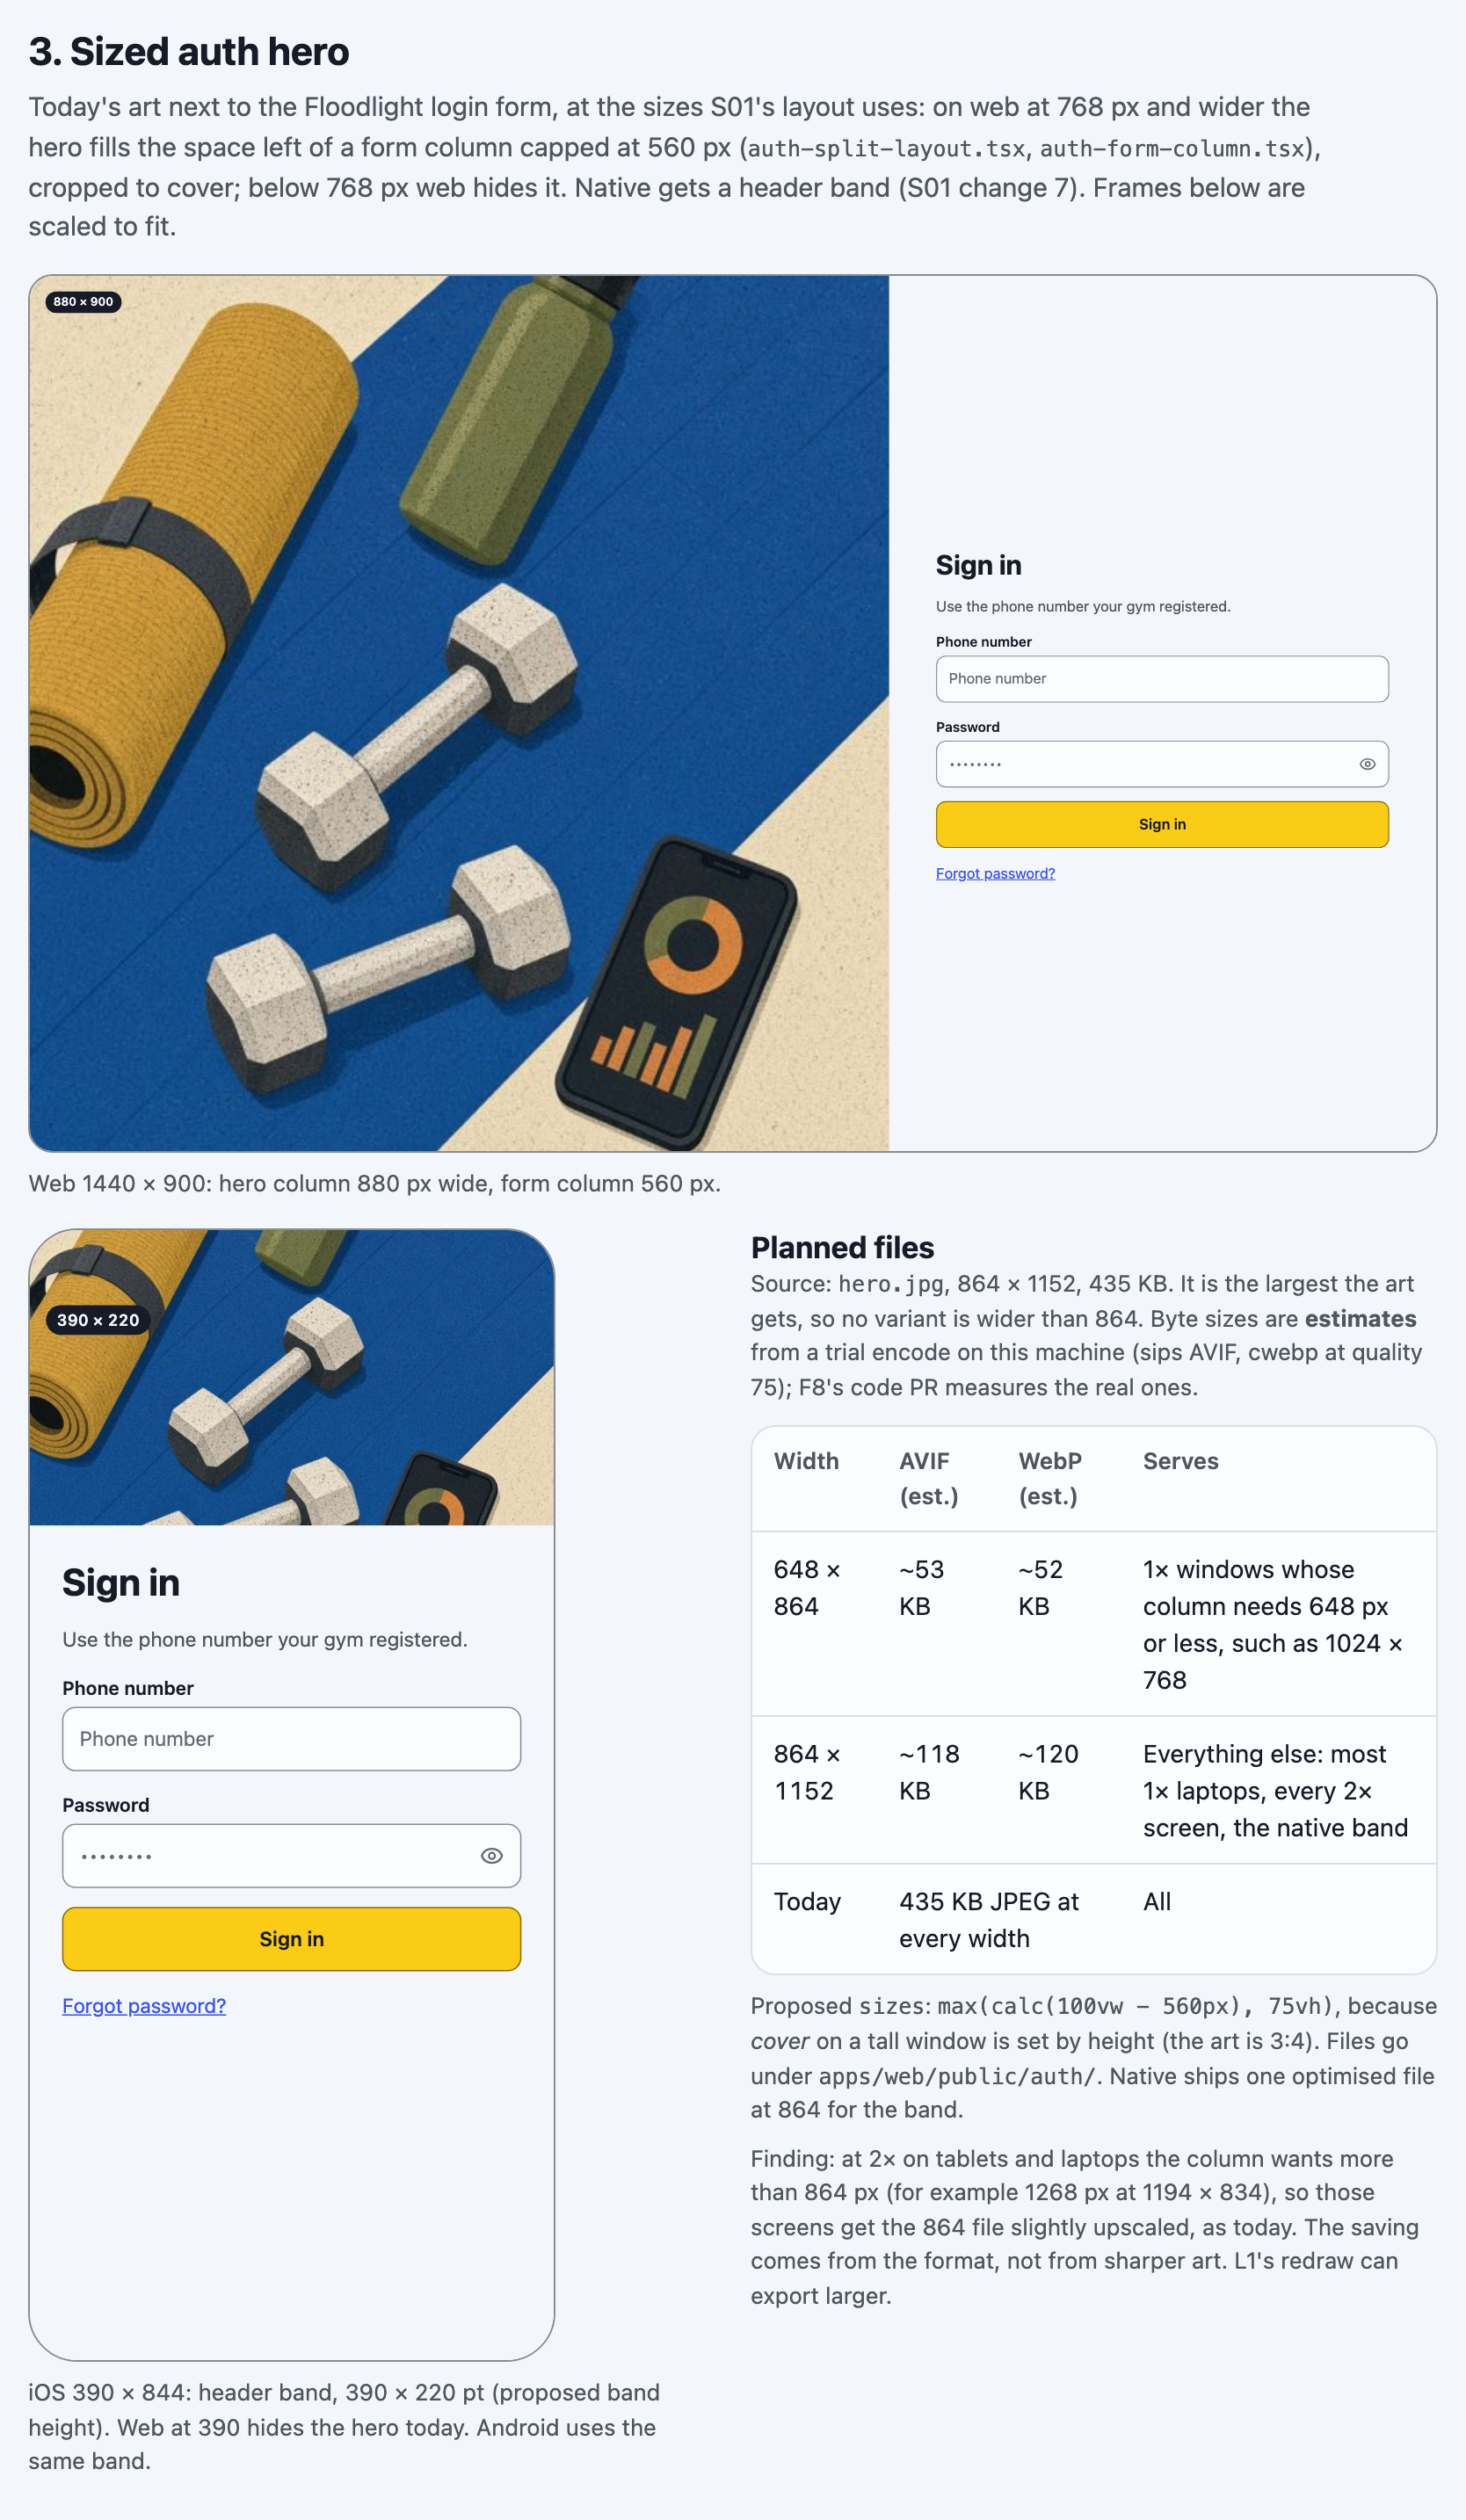 3. Sized auth hero
Today's art next to the Floodlight login form, at the sizes S01's layout uses: on web at 768 px and wider the
hero fills the space left of a form column capped at 560 px (auth-split-layout.tsx, auth-form-column.tsx),
cropped to cover; below 768 px web hides it. Native gets a header band (S01 change 7). Frames below are
scaled to fit.
880 × 900
Sign in
Use the phone number your gym registered.
Phone number
Phone number
Password
••••••••
Sign in
Forgot password?
Web 1440 × 900: hero column 880 px wide, form column 560 px.
390 × 220
Sign in
Use the phone number your gym registered.
Phone number
Phone number
Password
••••••••
Sign in
Forgot password?
iOS 390 × 844: header band, 390 × 220 pt (proposed band
height). Web at 390 hides the hero today. Android uses the
same band.
Planned files
Source: hero.jpg, 864 × 1152, 435 KB. It is the largest the art
gets, so no variant is wider than 864. Byte sizes are estimates
from a trial encode on this machine (sips AVIF, cwebp at quality
75); F8's code PR measures the real ones.
Width AVIF WebP Serves
(est.) (est.)
648 × ~53 ~52 1× windows whose
864 KB KB column needs 648 px
or less, such as 1024 ×
768
864 × ~118 ~120 Everything else: most
1152 KB KB 1× laptops, every 2×
screen, the native band
Today 435 KB JPEG at All
every width
Proposed sizes: max(calc(100vw − 560px), 75vh), because
cover on a tall window is set by height (the art is 3:4). Files go
under apps/web/public/auth/. Native ships one optimised file
at 864 for the band.
Finding: at 2× on tablets and laptops the column wants more
than 864 px (for example 1268 px at 1194 × 834), so those
screens get the 864 file slightly upscaled, as today. The saving
comes from the format, not from sharper art. L1's redraw can
export larger.